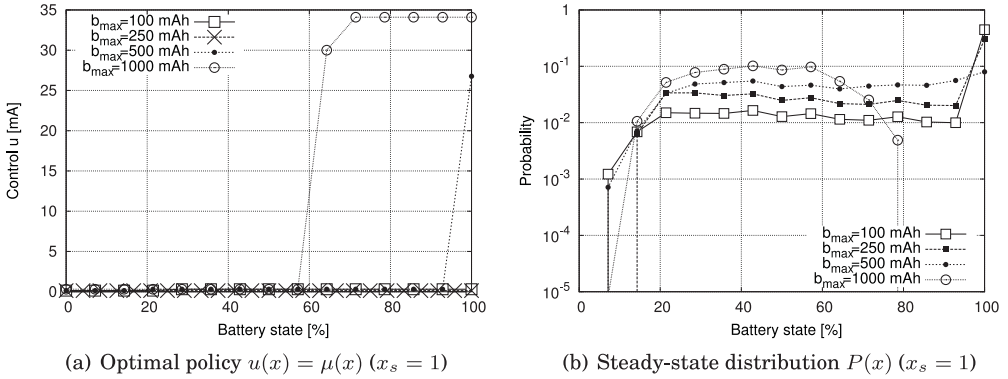 35
30
25
20
15
10
5
0
Control u [mA]
b_max=100 mAh
b_max=250 mAh
b_max=500 mAh
b_max=1000 mAh
0 20 40 60 80 100
Battery state [%]
(a) Optimal policy u(x) = μ(x) (x_s = 1)
1
10^-1
10^-2
10^-3
10^-4
10^-5
Probability
b_max=100 mAh
b_max=250 mAh
b_max=500 mAh
b_max=1000 mAh
0 20 40 60 80 100
Battery state [%]
(b) Steady-state distribution P(x) (x_s = 1)